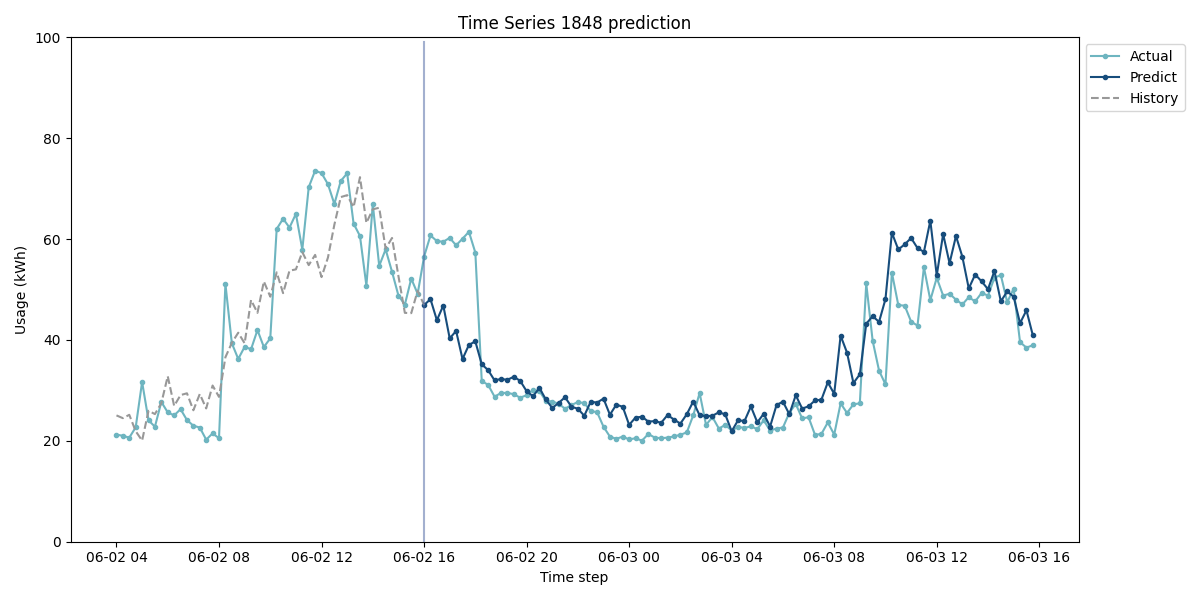 Time Series 1848 prediction
Usage (kWh)
100
80
60
40
20
0
06-02 04
06-02 08
06-02 12
06-02 16
06-02 20
06-03 00
06-03 04
06-03 08
06-03 12
06-03 16
Time step
Actual
Predict
History